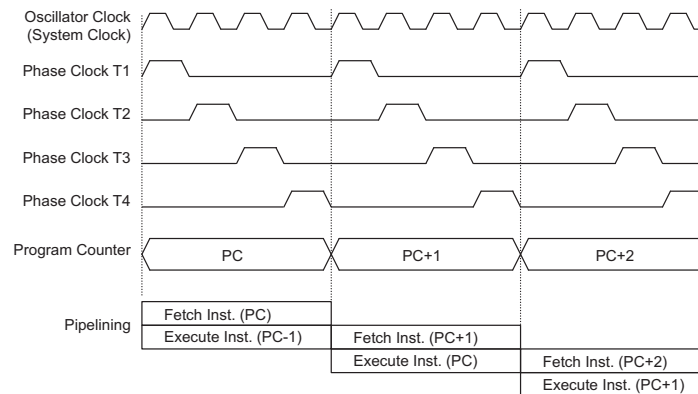 Oscillator Clock
(System Clock)
Phase Clock T1
Phase Clock T2
Phase Clock T3
Phase Clock T4
Program Counter
PC
PC+1
PC+2
Pipelining
Fetch Inst. (PC)
Execute Inst. (PC-1)
Fetch Inst. (PC+1)
Execute Inst. (PC)
Fetch Inst. (PC+2)
Execute Inst. (PC+1)